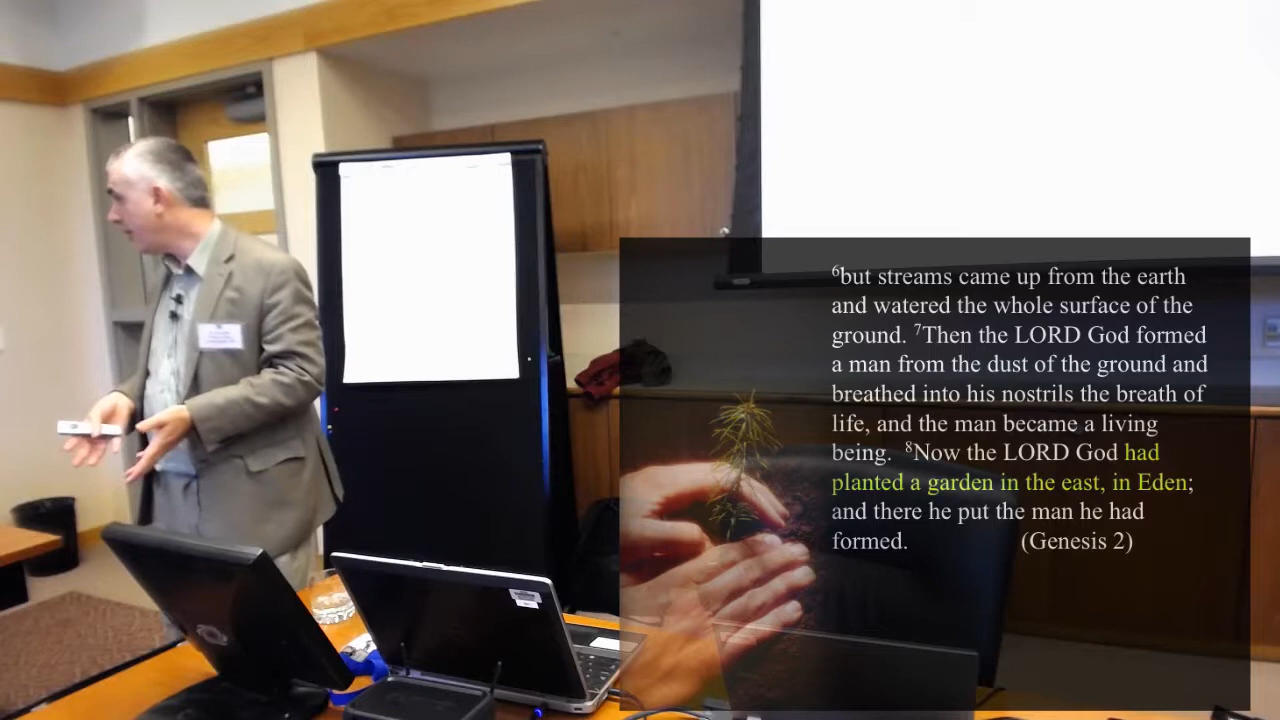 ⁶but streams came up from the earth
and watered the whole surface of the
ground. ⁷Then the LORD God formed
a man from the dust of the ground and
breathed into his nostrils the breath of
life, and the man became a living
being. ⁸Now the LORD God had
planted a garden in the east, in Eden;
and there he put the man he had
formed. (Genesis 2)